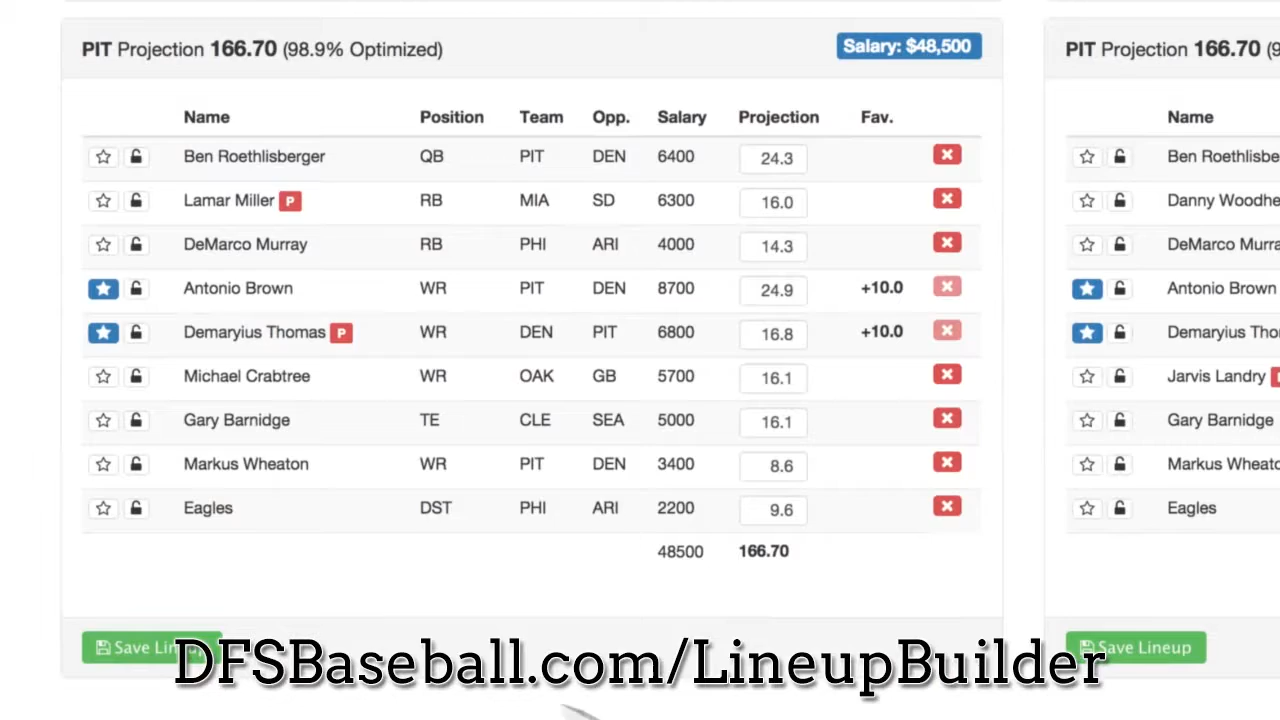 PIT Projection 166.70 (98.9% Optimized) Salary: $48,500
Name Position Team Opp. Salary Projection Fav.
Ben Roethlisberger QB PIT DEN 6400 24.3
Lamar Miller P RB MIA SD 6300 16.0
DeMarco Murray RB PHI ARI 4000 14.3
Antonio Brown WR PIT DEN 8700 24.9 +10.0
Demaryius Thomas P WR DEN PIT 6800 16.8 +10.0
Michael Crabtree WR OAK GB 5700 16.1
Gary Barnidge TE CLE SEA 5000 16.1
Markus Wheaton WR PIT DEN 3400 8.6
Eagles DST PHI ARI 2200 9.6
48500 166.70
Save
PIT Projection 166.70 (9
Name
Ben Roethlisbe
Danny Woodhe
DeMarco Murra
Antonio Brown
Demaryius Tho
Jarvis Landry
Gary Barnidge
Markus Wheato
Eagles
Save Lineup
DFSBaseball.com/LineupBuilder